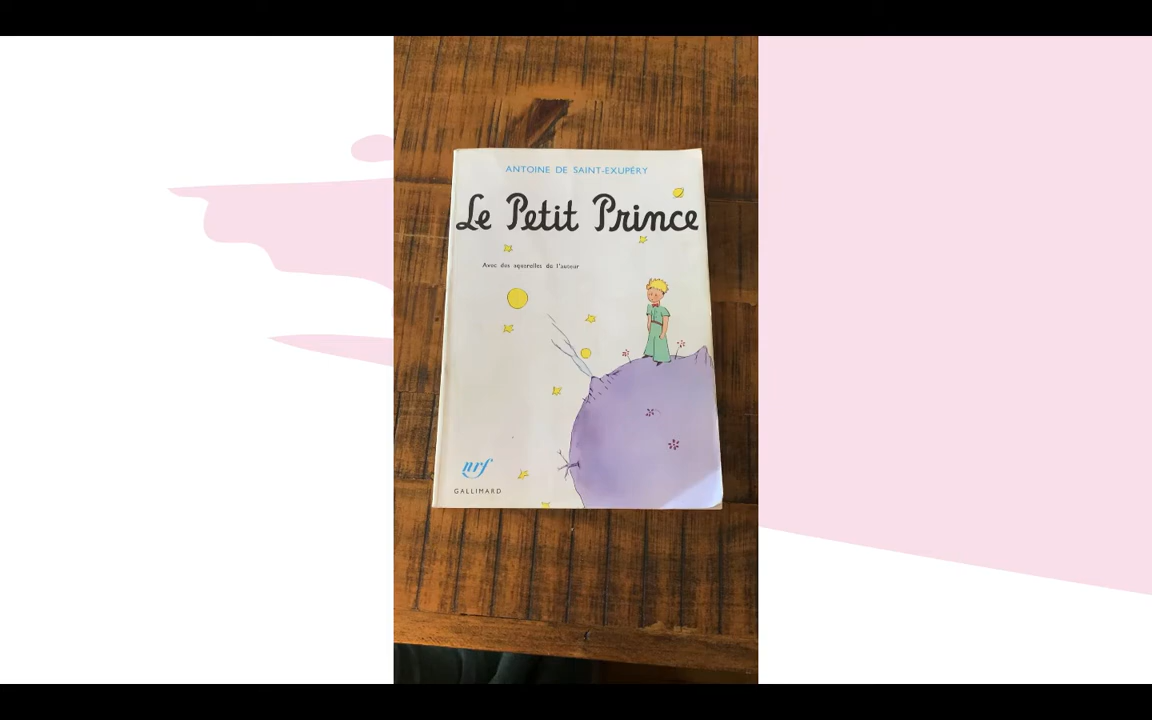 ANTOINE DE SAINT-EXUPÉRY
Le Petit Prince
Avec des aquarelles de l'auteur
nrf
GALLIMARD